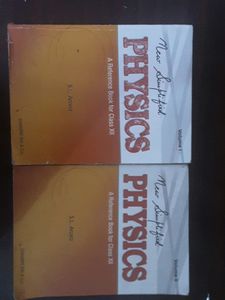 Volume I
New Simplified
PHYSICS
A Reference Book for Class XII
S.L. Arora
Volume II
New Simplified
PHYSICS
A Reference Book for Class XII
S.L. Arora